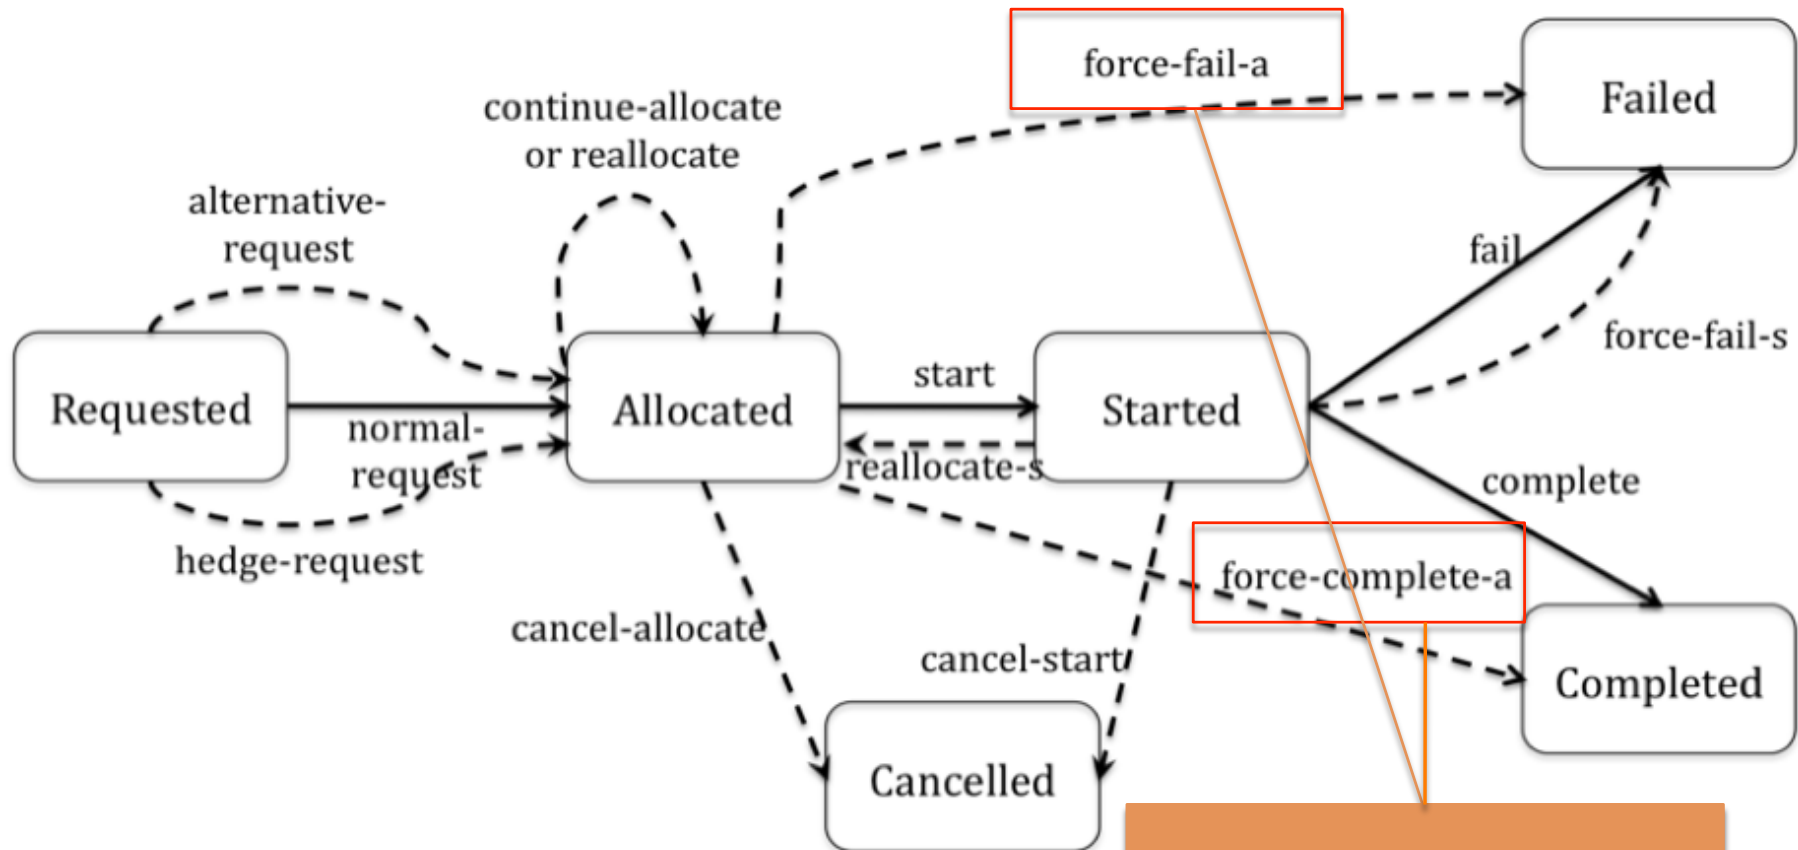 force-fail-a
Failed
continue-allocate
or reallocate
alternative-
request
fail
force-fail-s
start
Requested
Allocated
Started
normal-
request
reallocate-s
complete
hedge-request
force-complete-a
cancel-allocate
cancel-start
Completed
Cancelled